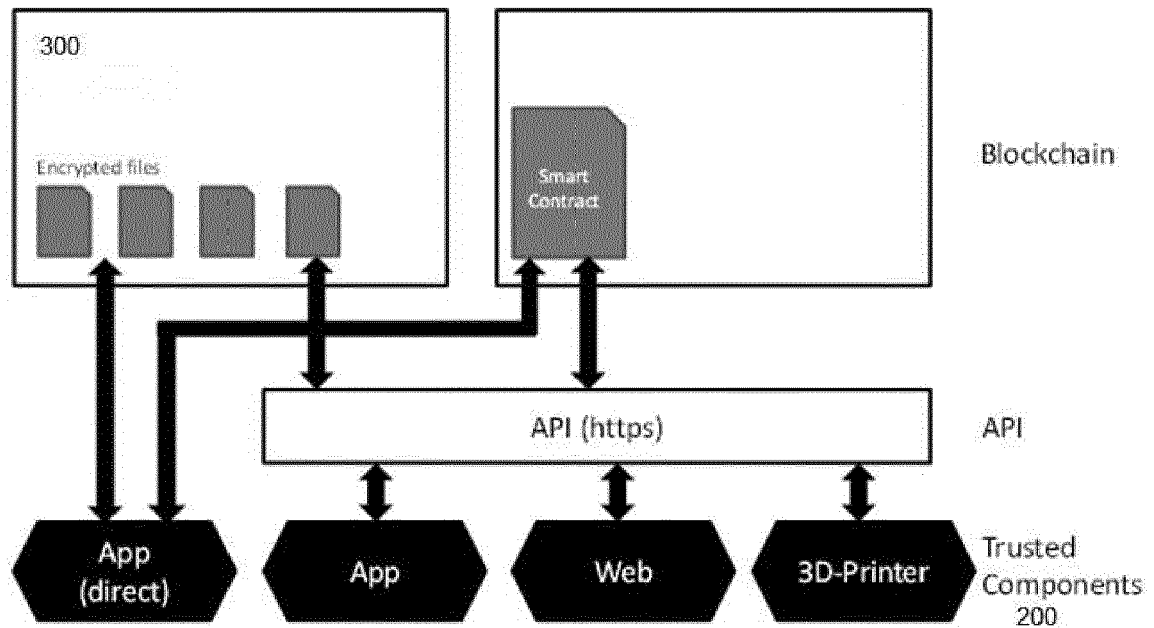 300
Encrypted files
Smart
Contract
Blockchain
API (https)
API
App
(direct)
App
Web
3D-Printer
Trusted
Components
200